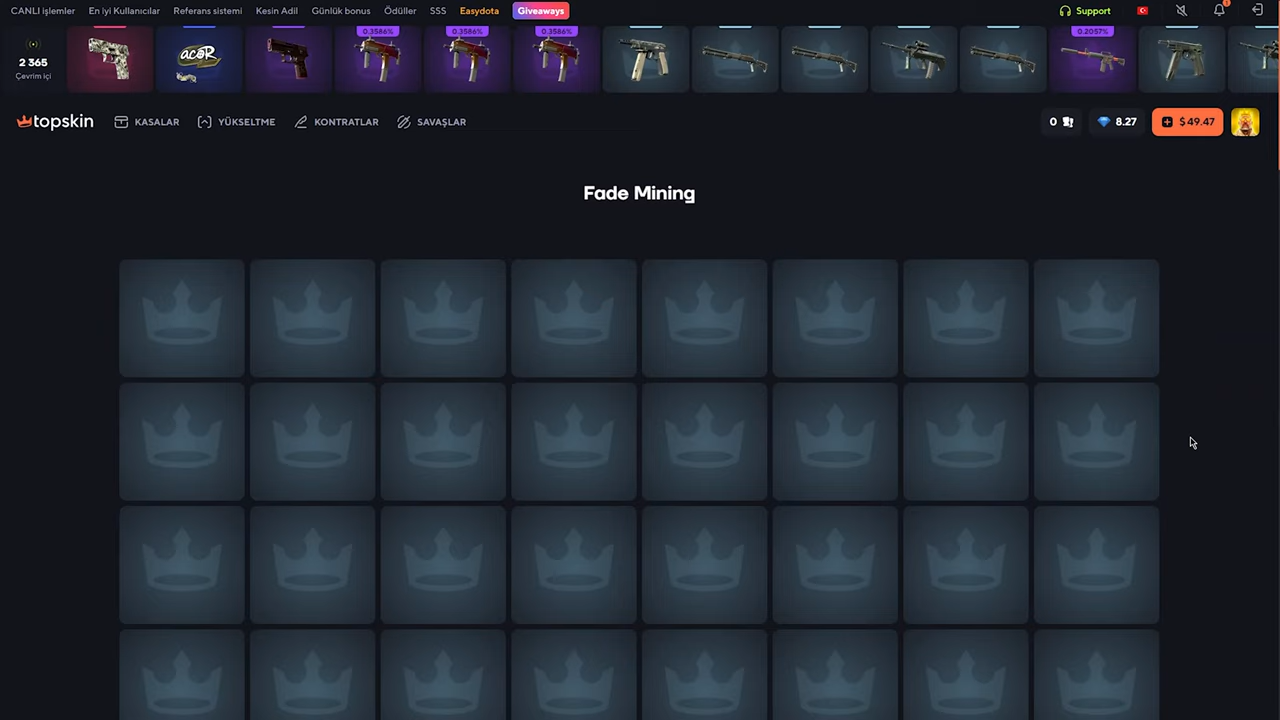 CANLI işlemler En iyi Kullanıcılar Referans sistemi Kesin Adil Günlük bonus Ödüller SSS Easydota Giveaways Support
0.3586% 0.3586% 0.3586% 0.2057%
2 365
Çevrim içi
acoR
topskin KASALAR YÜKSELTME KONTRATLAR SAVAŞLAR 0 8.27 $ 49.47
Fade Mining